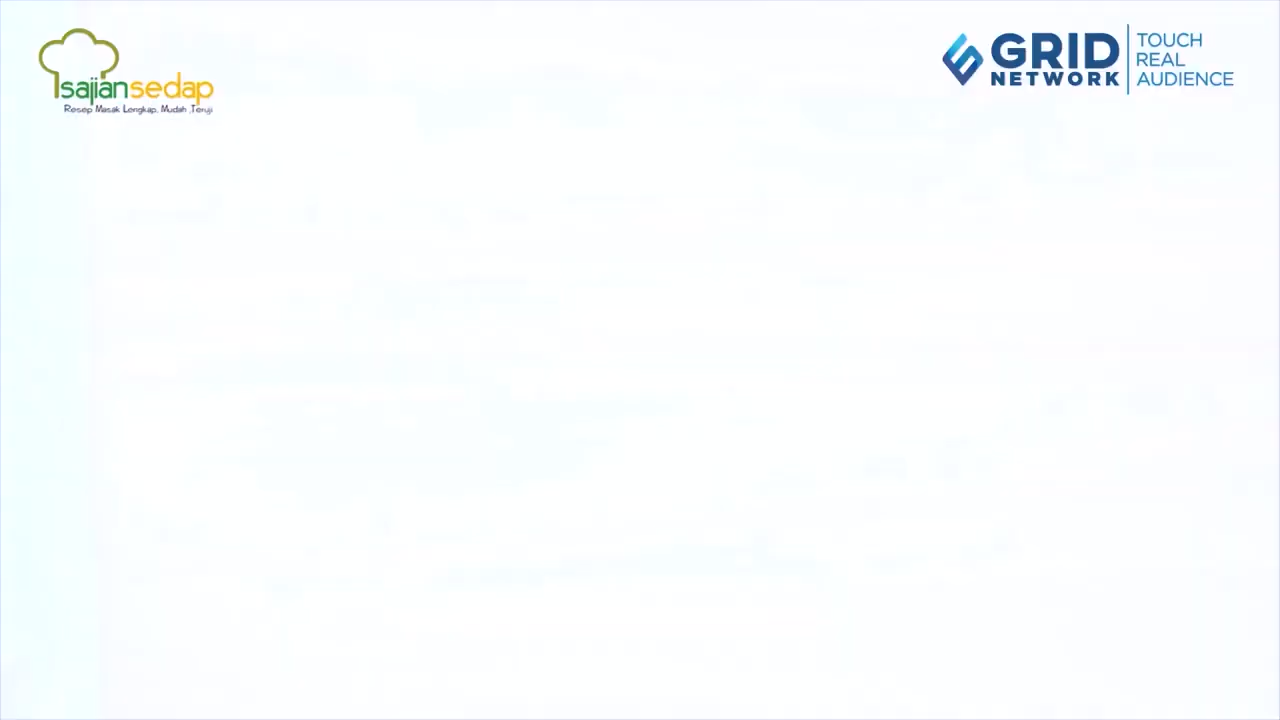 sajiansedap
Resep Masak Lengkap, Mudah ,Teruji
GRID
NETWORK
TOUCH
REAL
AUDIENCE